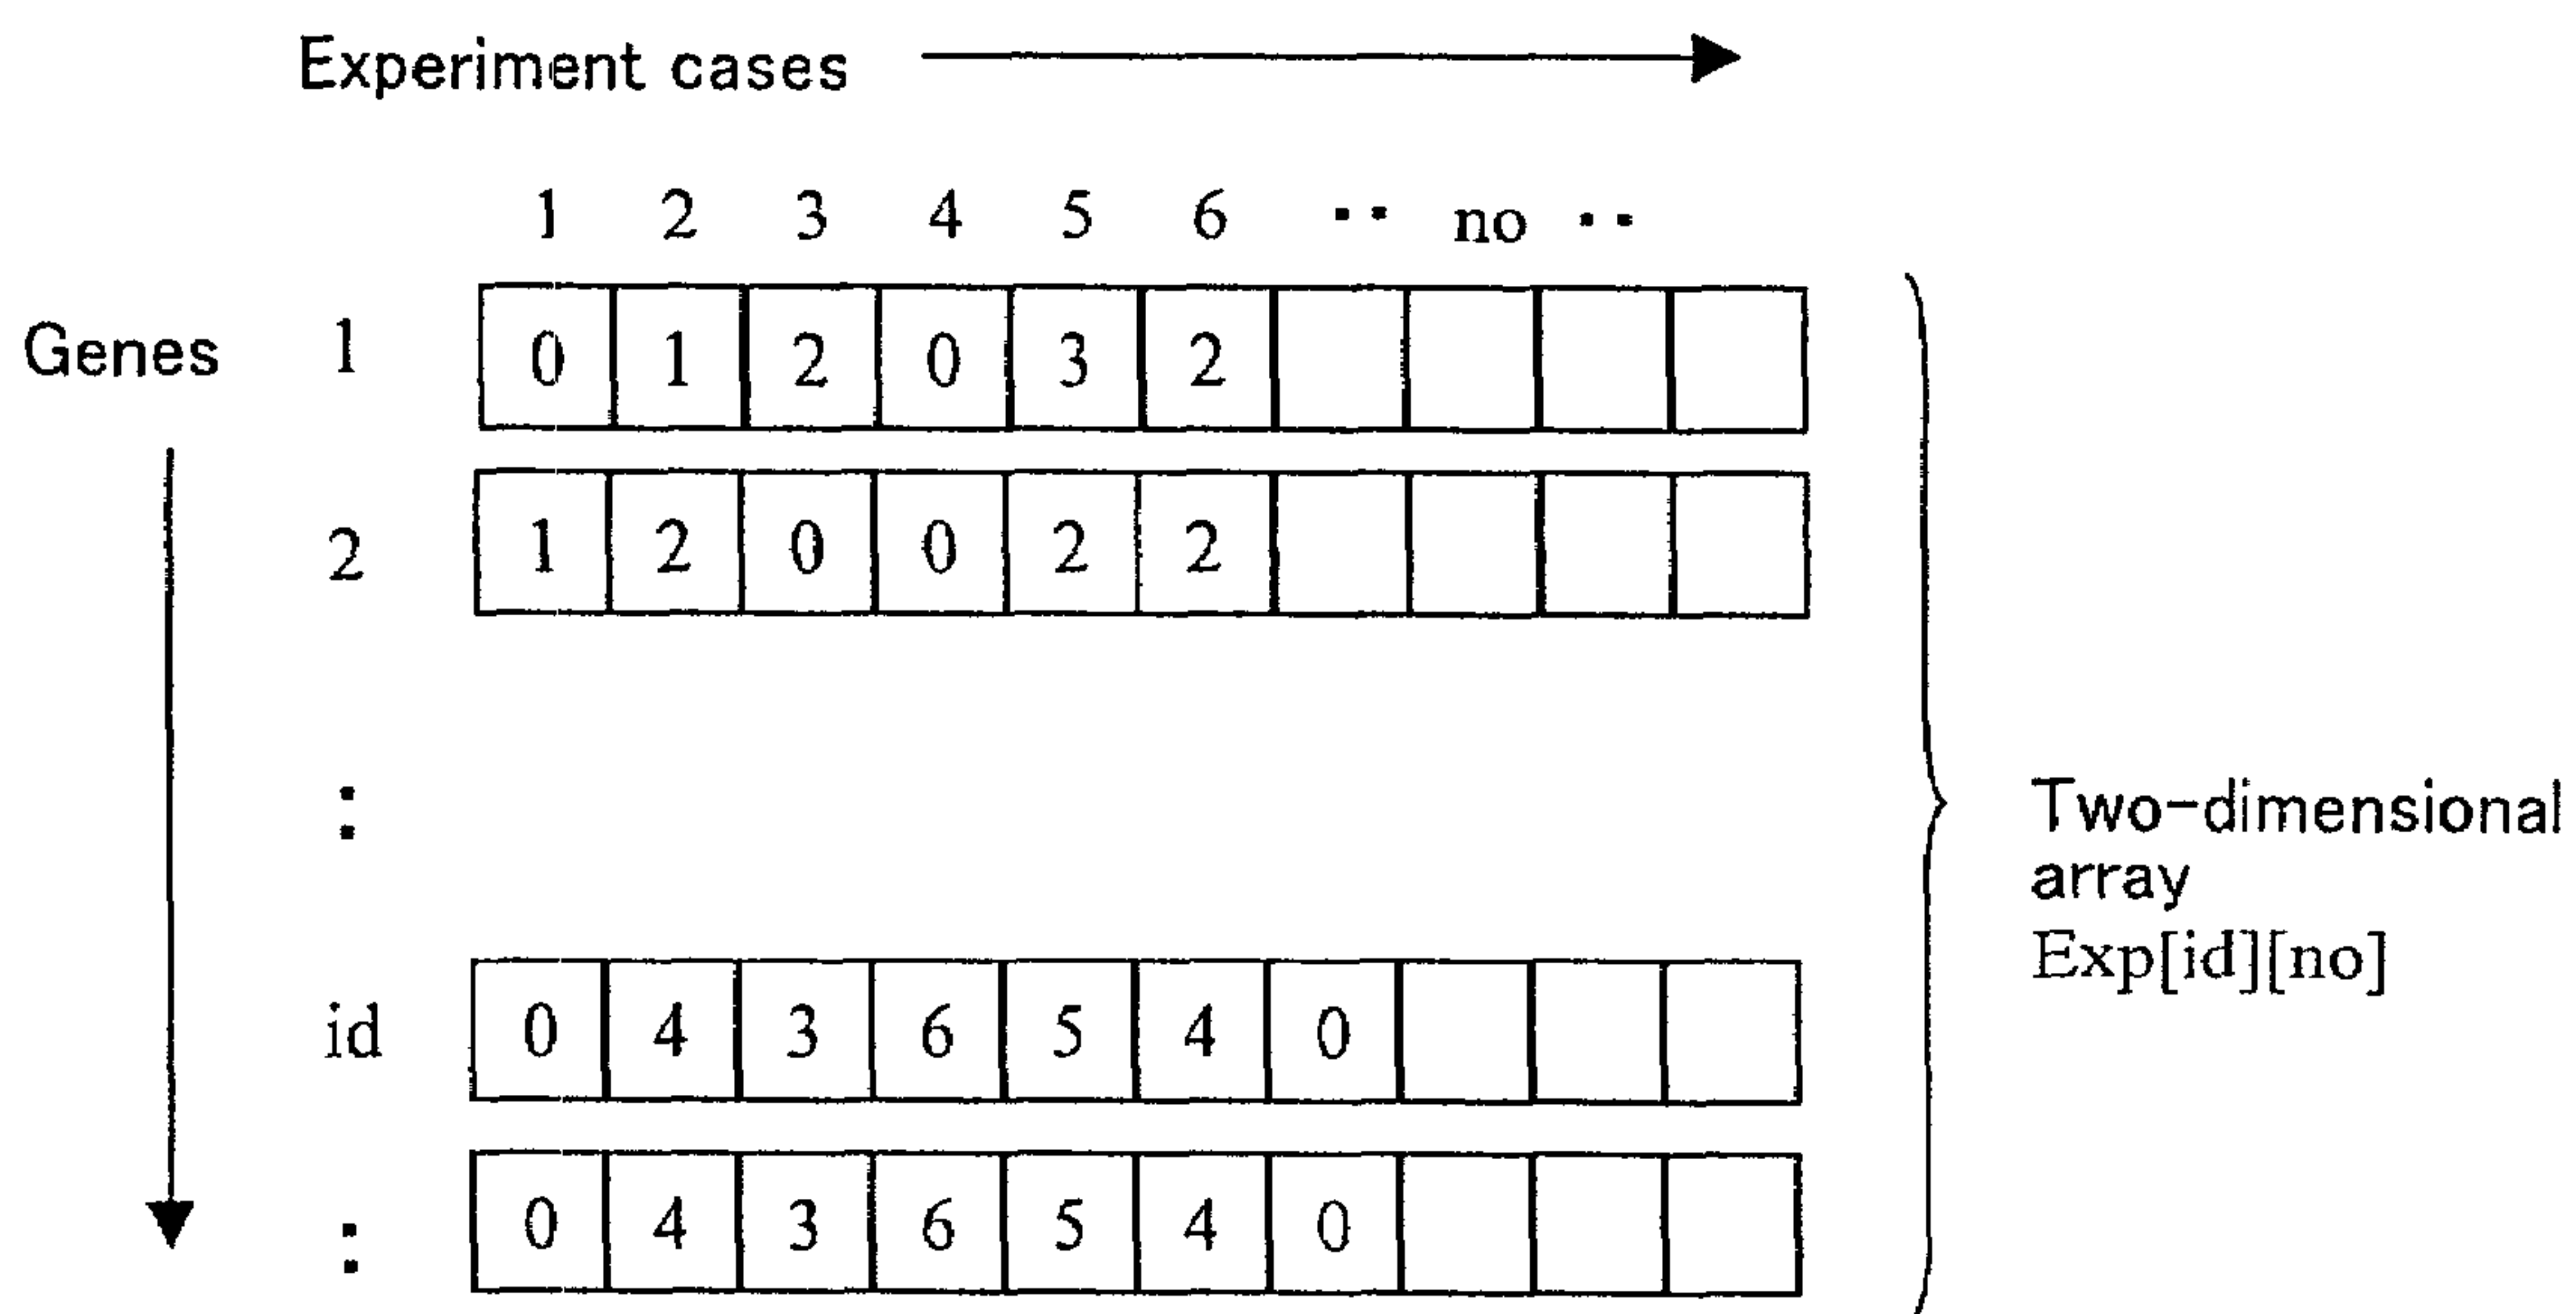 Experiment cases
1 2 3 4 5 6 .. no ..
Genes 1 0 1 2 0 3 2
2 1 2 0 0 2 2
:
id 0 4 3 6 5 4 0
: 0 4 3 6 5 4 0
Two-dimensional
array
Exp[id][no]